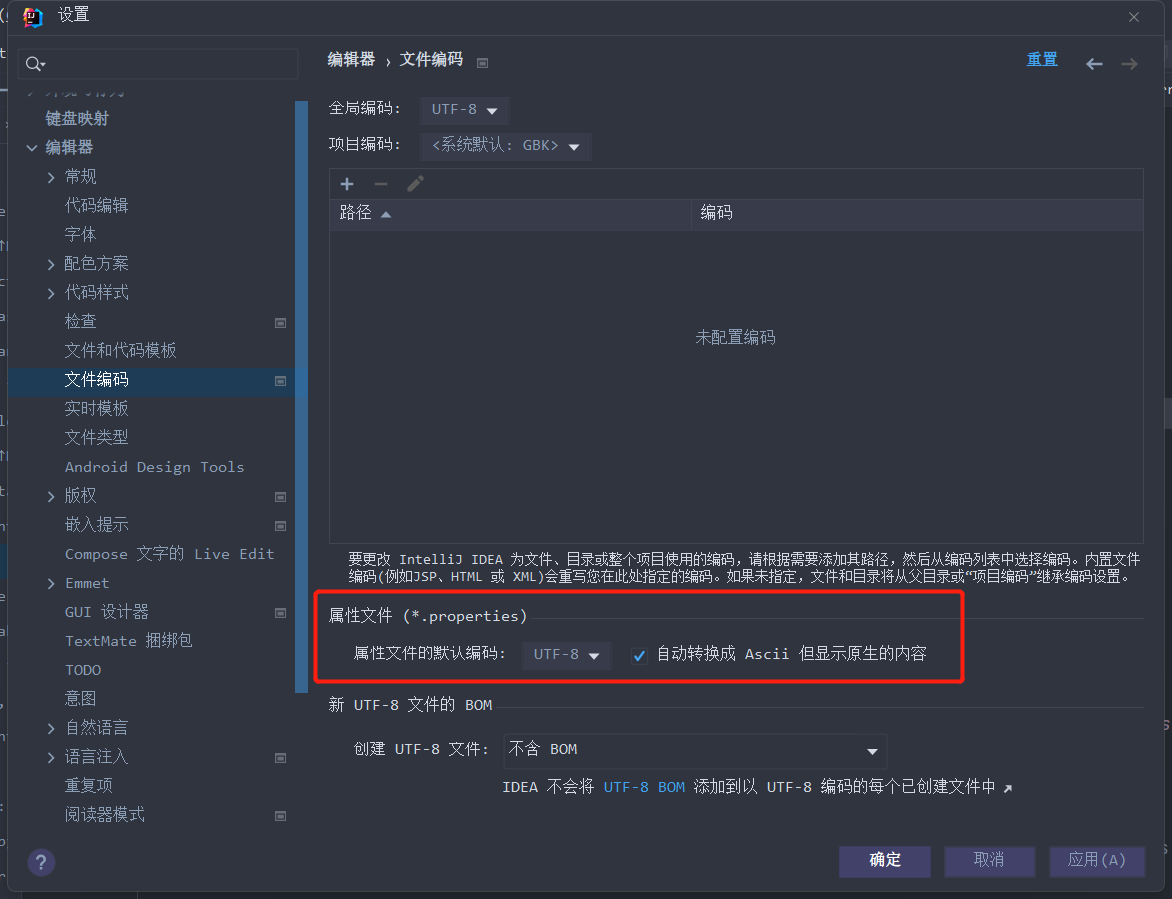 设置
编辑器 › 文件编码
重置
键盘映射
编辑器
常规
代码编辑
字体
配色方案
代码样式
检查
文件和代码模板
文件编码
实时模板
文件类型
Android Design Tools
版权
嵌入提示
Compose 文字的 Live Edit
Emmet
GUI 设计器
TextMate 捆绑包
TODO
意图
自然语言
语言注入
重复项
阅读器模式
?
全局编码: UTF-8
项目编码: <系统默认: GBK>
路径 编码
未配置编码
要更改 IntelliJ IDEA 为文件、目录或整个项目使用的编码，请根据需要添加其路径，然后从编码列表中选择编码。内置文件
编码(例如JSP、HTML 或 XML)会重写您在此处指定的编码。如果未指定，文件和目录将从父目录或“项目编码”继承编码设置。
属性文件 (*.properties)
属性文件的默认编码: UTF-8 自动转换成 Ascii 但显示原生的内容
新 UTF-8 文件的 BOM
创建 UTF-8 文件: 不含 BOM
IDEA 不会将 UTF-8 BOM 添加到以 UTF-8 编码的每个已创建文件中
确定 取消 应用(A)